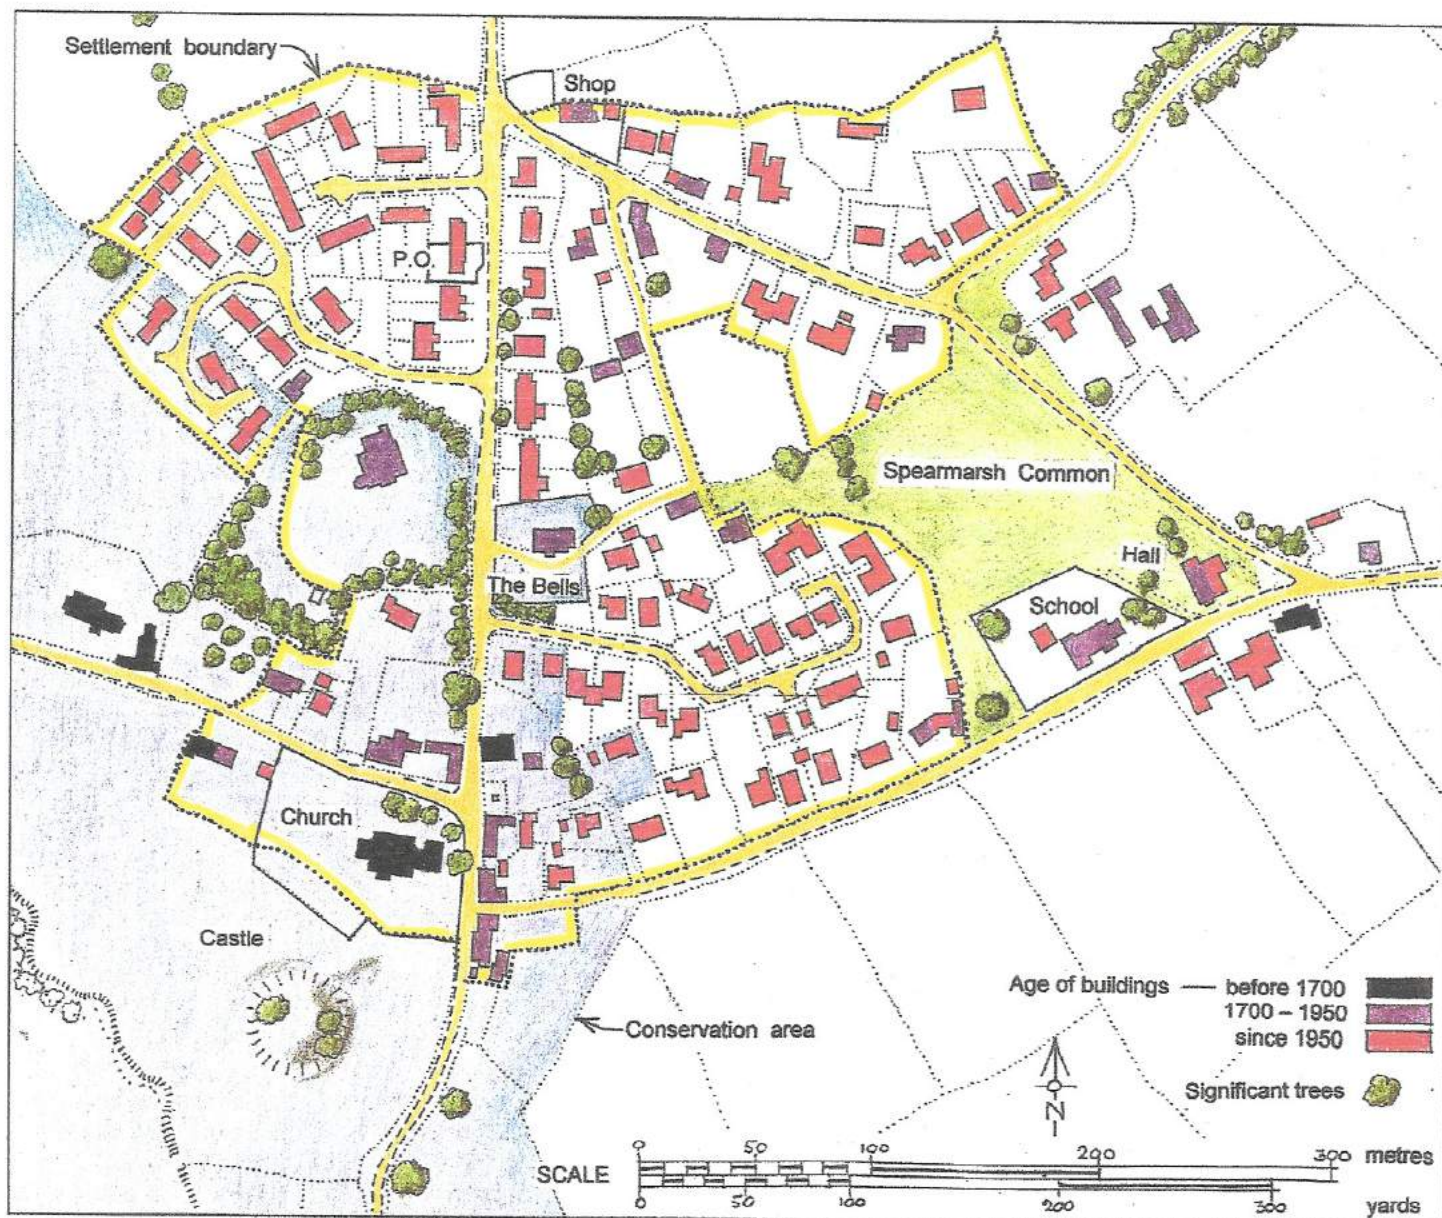 Settlement boundary
Shop
P.O.
Spearmarsh Common
The Bells
Hall
School
Church
Castle
Conservation area
Age of buildings — before 1700
1700 – 1950
since 1950
Significant trees
N
0 50 100 200 300 metres
SCALE
0 50 100 200 300 yards